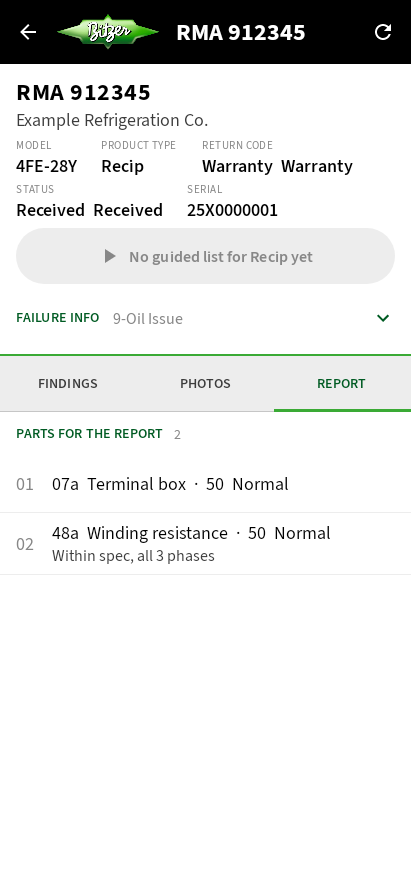 Bitzer RMA 912345
RMA 912345
Example Refrigeration Co.
MODEL PRODUCT TYPE RETURN CODE
4FE-28Y Recip Warranty Warranty
STATUS SERIAL
Received Received 25X0000001
No guided list for Recip yet
FAILURE INFO 9-Oil Issue
FINDINGS PHOTOS REPORT
PARTS FOR THE REPORT 2
01 07a Terminal box · 50 Normal
02 48a Winding resistance · 50 Normal
Within spec, all 3 phases